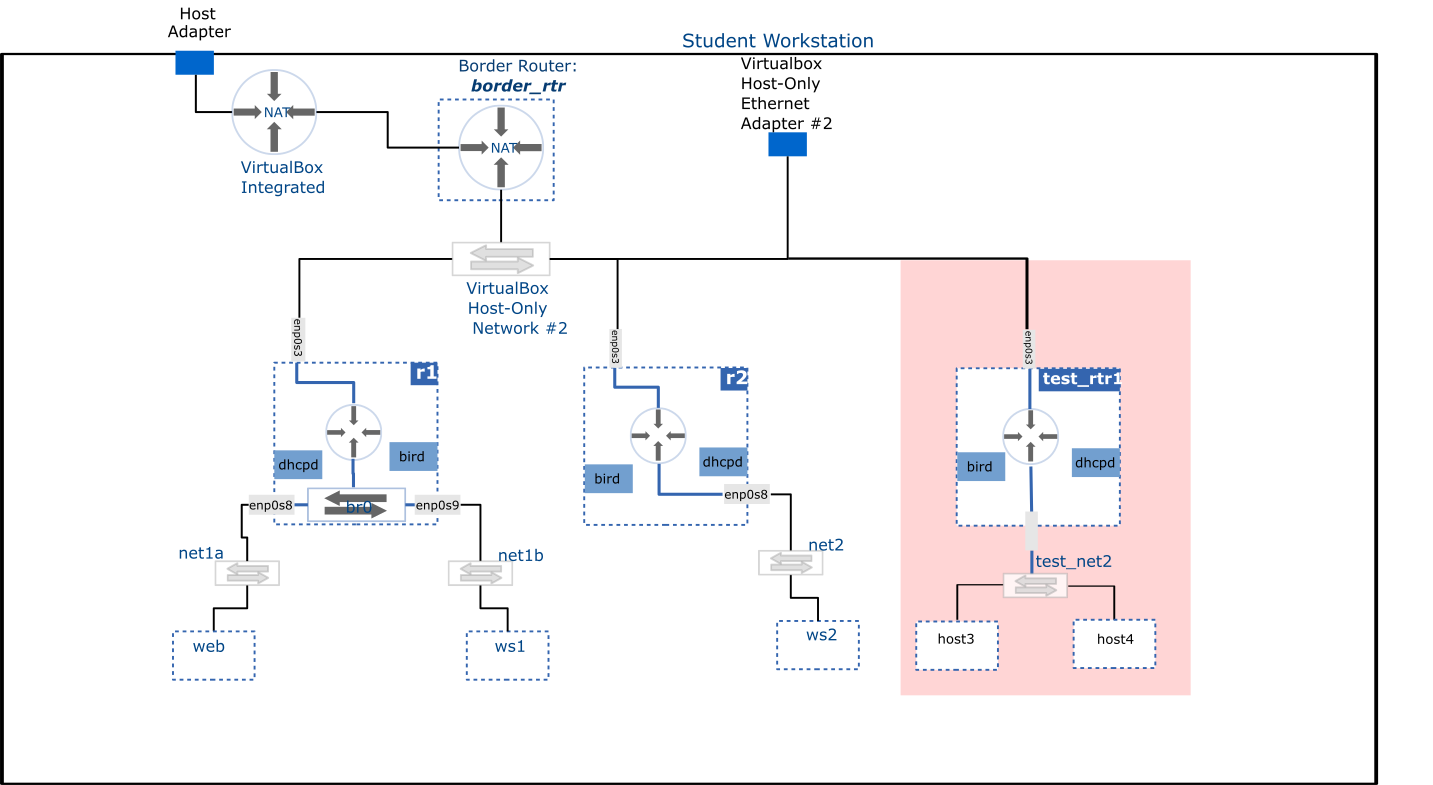 Host
Adapter
Student Workstation
Border Router:
border_rtr
Virtualbox
Host-Only
Ethernet
Adapter #2
NAT
NAT
VirtualBox
Integrated
VirtualBox
Host-Only
Network #2
enp0s3
enp0s3
enp0s3
r1
r2
test_rtr1
dhcpd
bird
bird
dhcpd
bird
dhcpd
enp0s8
br0
enp0s9
enp0s8
net1a
net1b
net2
test_net2
web
ws1
ws2
host3
host4